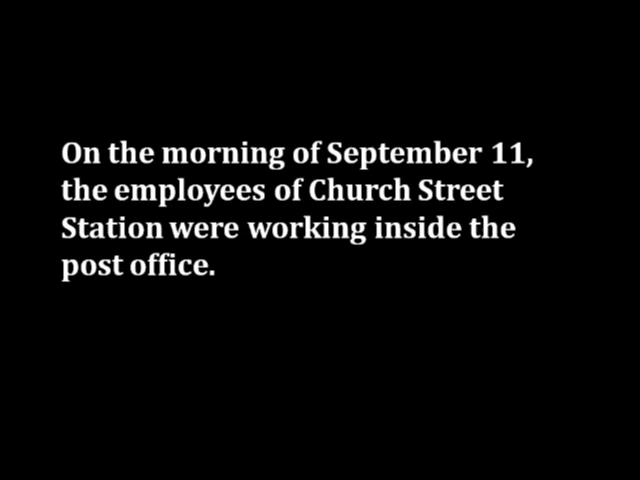 On the morning of September 11,
the employees of Church Street
Station were working inside the
post office.